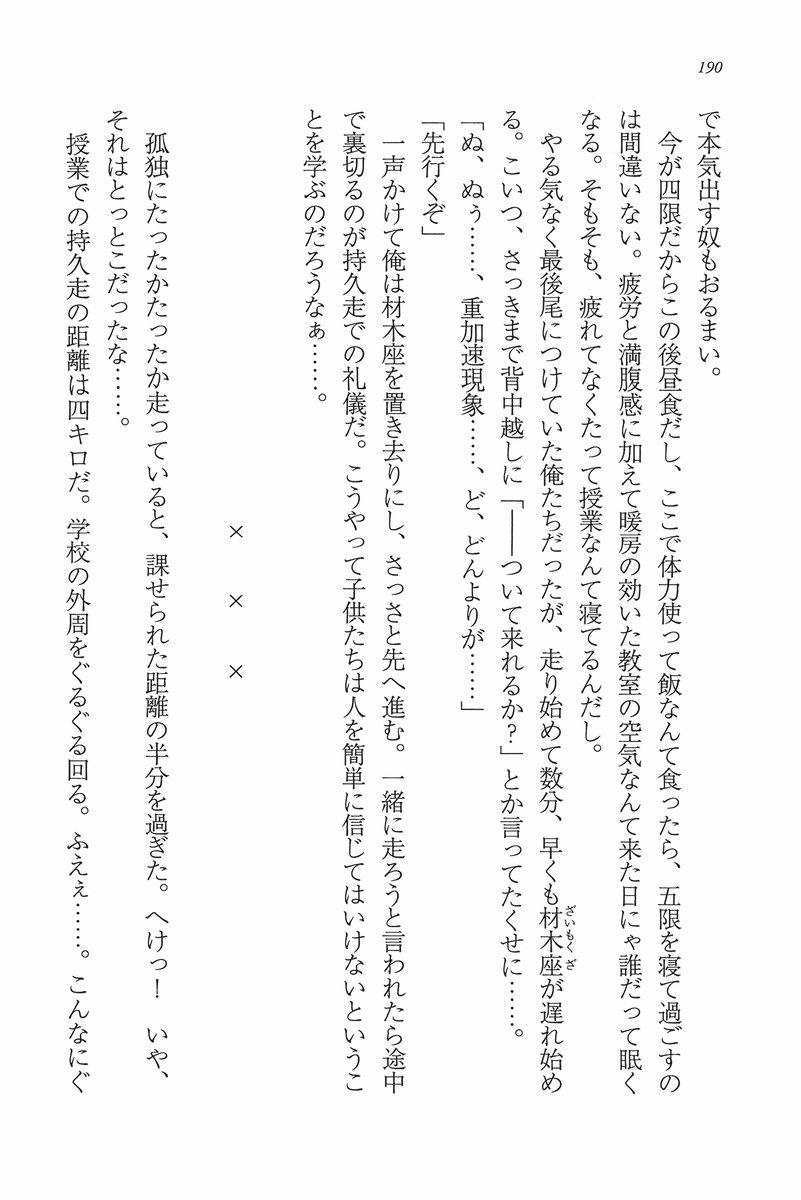 190
で本気出す奴もおるまい。
今が四限だからこの後昼食だし、ここで体力使って飯なんて食ったら、五限を寝て過ごすの
は間違いない。疲労と満腹感に加えて暖房の効いた教室の空気なんて来た日にゃ誰だって眠く
なる。そもそも、疲れてなくたって授業なんて寝てるんだし。
やる気なく最後尾につけていた俺たちだったが、走り始めて数分、早くも材木座が遅れ始め
ざいもくざ
る。こいつ、さっきまで背中越しに「――ついて来れるか?」とか言ってたくせに……。
「ぬ、ぬぅ……、重加速現象……、ど、どんよりが……」
「先行くぞ」
一声かけて俺は材木座を置き去りにし、さっさと先へ進む。一緒に走ろうと言われたら途中
で裏切るのが持久走での礼儀だ。こうやって子供たちは人を簡単に信じてはいけないというこ
とを学ぶのだろうなぁ……。
× × ×
孤独にたったかたったか走っていると、課せられた距離の半分を過ぎた。へけっ! いや、
それはとっとこだったな……。
授業での持久走の距離は四キロだ。学校の外周をぐるぐる回る。ふえぇ……。こんなにぐ